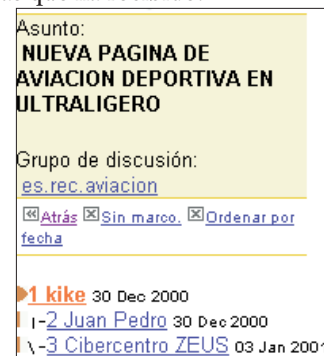 Asunto:
NUEVA PAGINA DE
AVIACION DEPORTIVA EN
ULTRALIGERO
Grupo de discusión:
es.rec.aviacion
Atrás Sin marco. Ordenar por
fecha
1 kike 30 Dec 2000
|-2 Juan Pedro 30 Dec 2000
\-3 Cibercentro ZEUS 03 Jan 2001